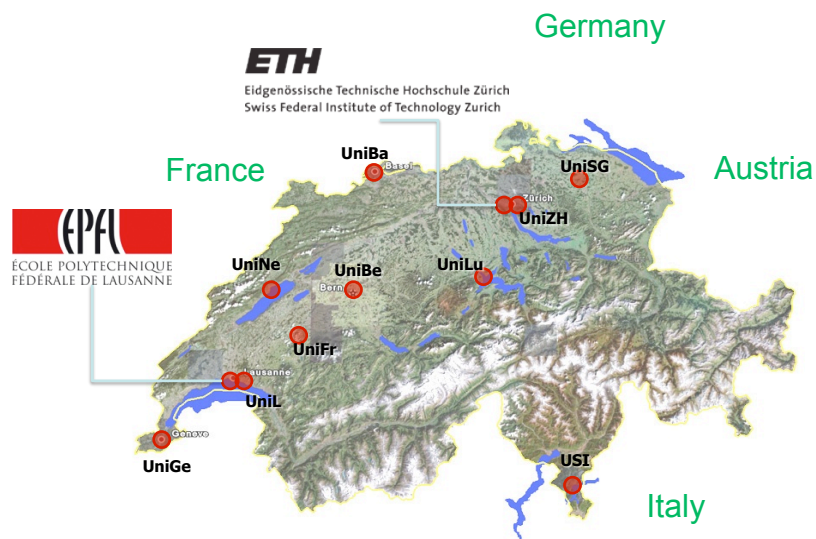 Germany
ETH
Eidgenössische Technische Hochschule Zürich
Swiss Federal Institute of Technology Zurich
UniBa
Basel
France
UniSG
Austria
Zürich
UniZH
EPFL
ÉCOLE POLYTECHNIQUE
FÉDÉRALE DE LAUSANNE
UniNe
UniBe
UniLu
Bern
UniFr
Lausanne
UniL
Genève
UniGe
USI
Italy